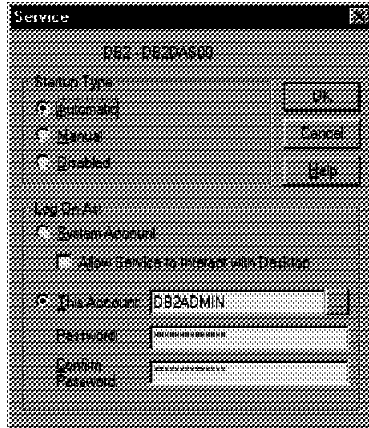 Service
DB2 - DB2DAS00
Startup Type
Automatic
Manual
Disabled
OK
Cancel
Help
Log On As:
System Account
Allow Service to Interact with Desktop
This Account: DB2ADMIN
Password: **************
Confirm
Password: **************